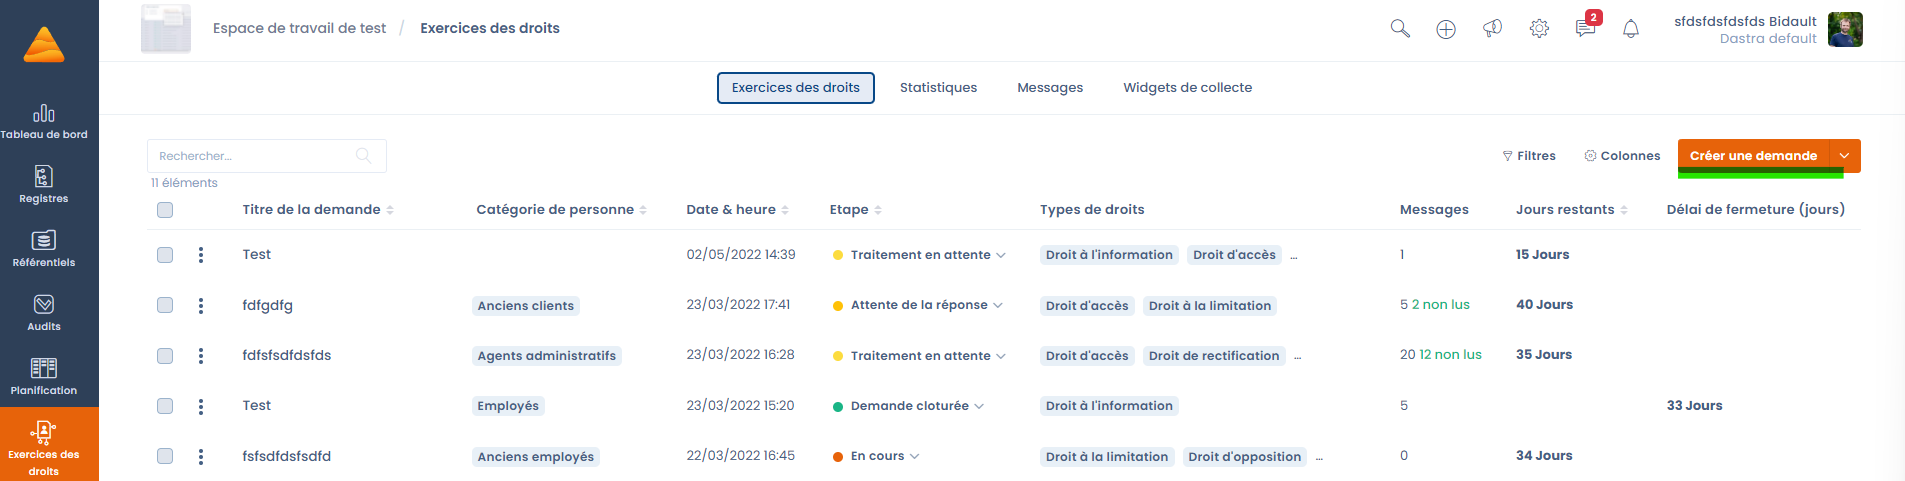 Espace de travail de test / Exercices des droits
2
sfdsfdsfdsfds Bidault
Dastra default
Tableau de bord
Registres
Référentiels
Audits
Planification
Exercices des
droits
Exercices des droits Statistiques Messages Widgets de collecte
Rechercher...
Filtres Colonnes Créer une demande
11 éléments
Titre de la demande Catégorie de personne Date & heure Etape Types de droits Messages Jours restants Délai de fermeture (jours)
Test 02/05/2022 14:39 Traitement en attente Droit à l'information Droit d'accès ... 1 15 Jours
fdfgdfg Anciens clients 23/03/2022 17:41 Attente de la réponse Droit d'accès Droit à la limitation 5 2 non lus 40 Jours
fdfsfsdfdsfds Agents administratifs 23/03/2022 16:28 Traitement en attente Droit d'accès Droit de rectification ... 20 12 non lus 35 Jours
Test Employés 23/03/2022 15:20 Demande cloturée Droit à l'information 5 33 Jours
fsfsdfdsfsdfd Anciens employés 22/03/2022 16:45 En cours Droit à la limitation Droit d'opposition ... 0 34 Jours